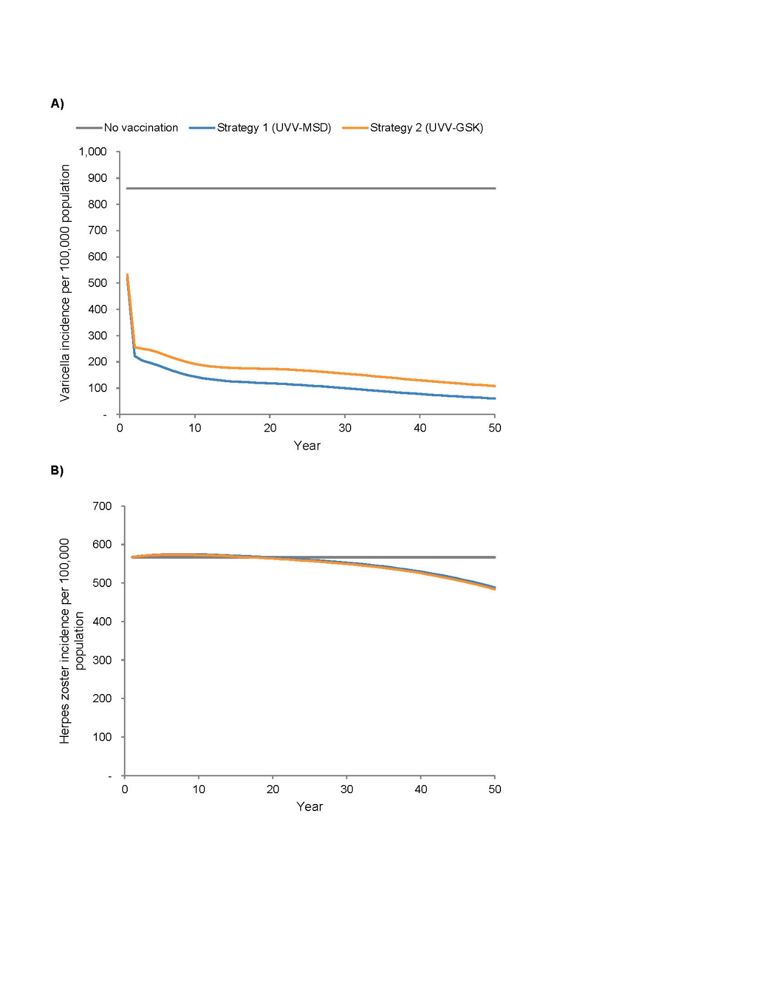 A)
No vaccination Strategy 1 (UVV-MSD) Strategy 2 (UVV-GSK)
Varicella incidence per 100,000 population
1,000
900
800
700
600
500
400
300
200
100
-
0 10 20 30 40 50
Year
B)
Herpes zoster incidence per 100,000
population
700
600
500
400
300
200
100
-
0 10 20 30 40 50
Year